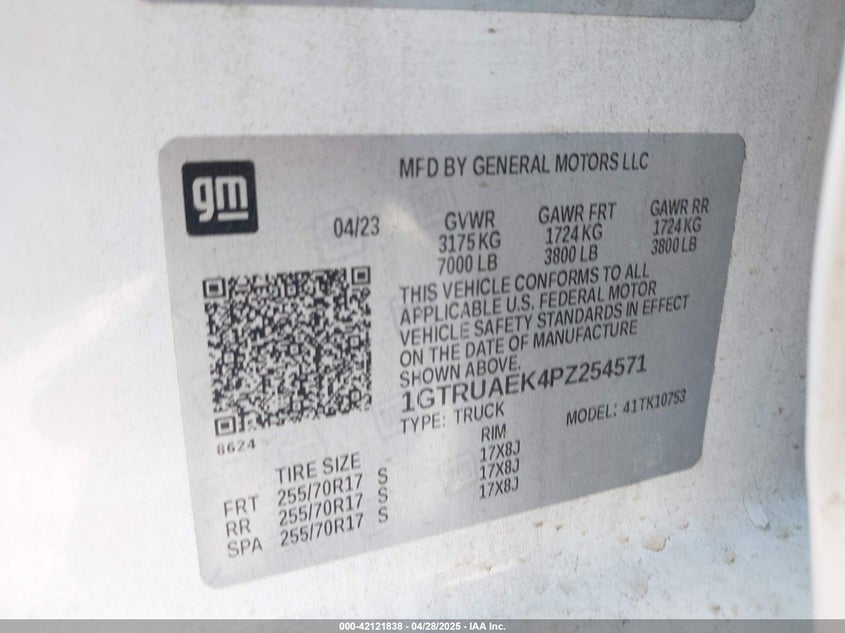 gm
MFD BY GENERAL MOTORS LLC
04/23
GVWR GAWR FRT GAWR RR
3175 KG 1724 KG 1724 KG
7000 LB 3800 LB 3800 LB
THIS VEHICLE CONFORMS TO ALL
APPLICABLE U.S. FEDERAL MOTOR
VEHICLE SAFETY STANDARDS IN EFFECT
ON THE DATE OF MANUFACTURE
SHOWN ABOVE.
1GTRUAEK4PZ254571
TYPE: TRUCK MODEL: 41TK10753
8624
TIRE SIZE RIM
FRT 255/70R17 S 17X8J
RR 255/70R17 S 17X8J
SPA 255/70R17 S 17X8J
000-42121838 - 04/28/2025 - IAA Inc.